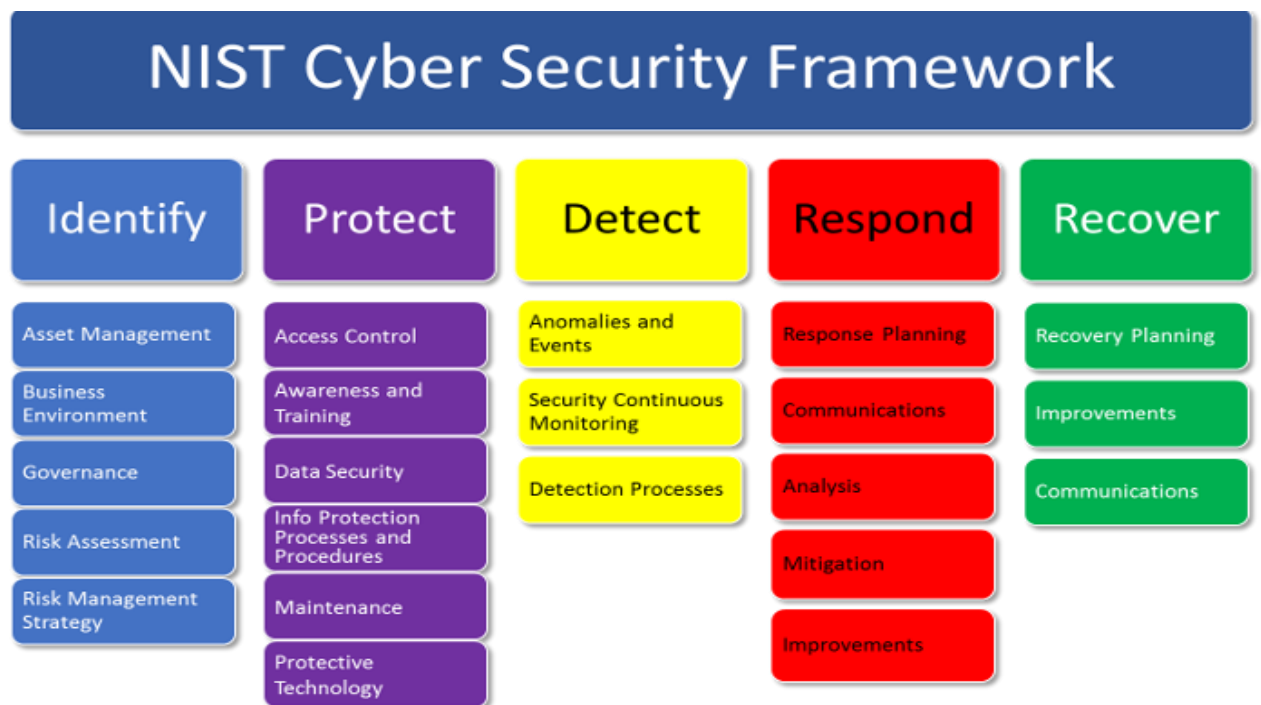 NIST Cyber Security Framework
Identify
Protect
Detect
Respond
Recover
Asset Management
Business
Environment
Governance
Risk Assessment
Risk Management
Strategy
Access Control
Awareness and
Training
Data Security
Info Protection
Processes and
Procedures
Maintenance
Protective
Technology
Anomalies and
Events
Security Continuous
Monitoring
Detection Processes
Response Planning
Communications
Analysis
Mitigation
Improvements
Recovery Planning
Improvements
Communications